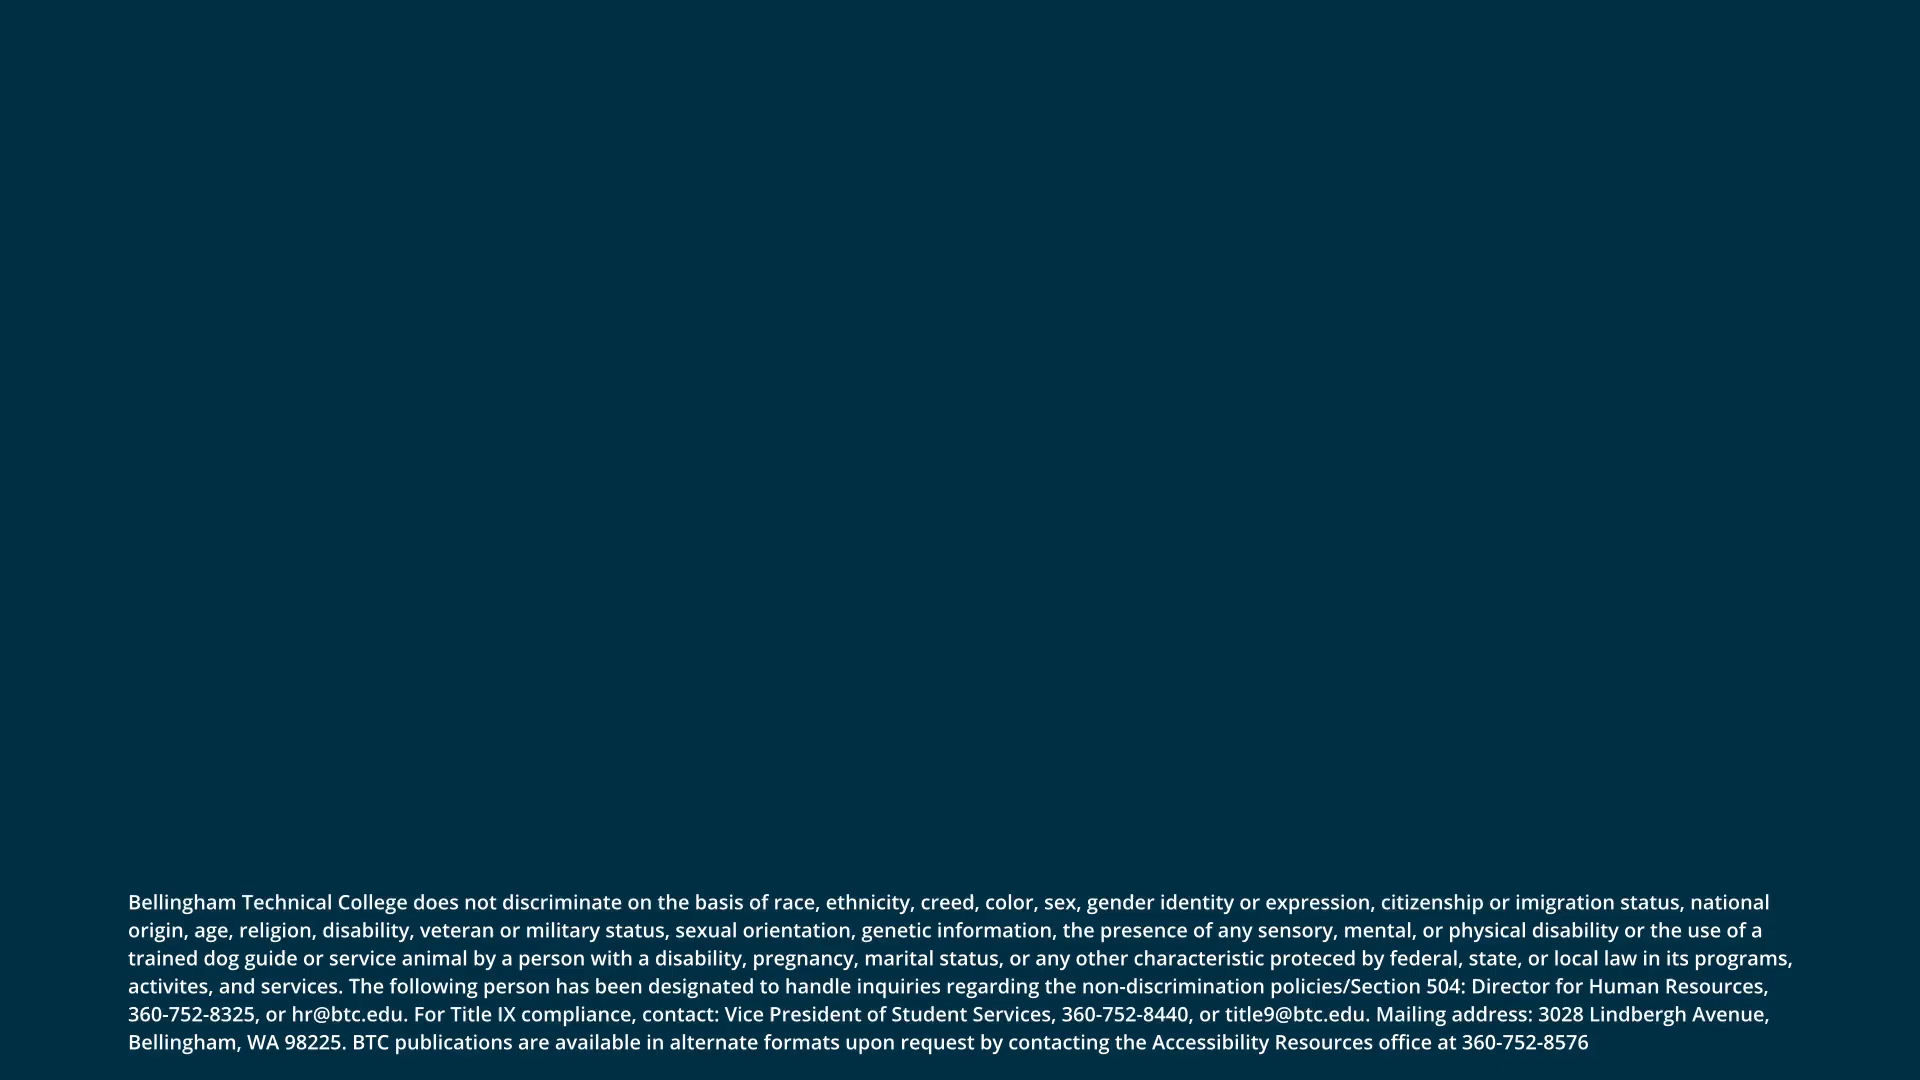 Bellingham Technical College does not discriminate on the basis of race, ethnicity, creed, color, sex, gender identity or expression, citizenship or imigration status, national
origin, age, religion, disability, veteran or military status, sexual orientation, genetic information, the presence of any sensory, mental, or physical disability or the use of a
trained dog guide or service animal by a person with a disability, pregnancy, marital status, or any other characteristic proteced by federal, state, or local law in its programs,
activites, and services. The following person has been designated to handle inquiries regarding the non-discrimination policies/Section 504: Director for Human Resources,
360-752-8325, or hr@btc.edu. For Title IX compliance, contact: Vice President of Student Services, 360-752-8440, or title9@btc.edu. Mailing address: 3028 Lindbergh Avenue,
Bellingham, WA 98225. BTC publications are available in alternate formats upon request by contacting the Accessibility Resources office at 360-752-8576